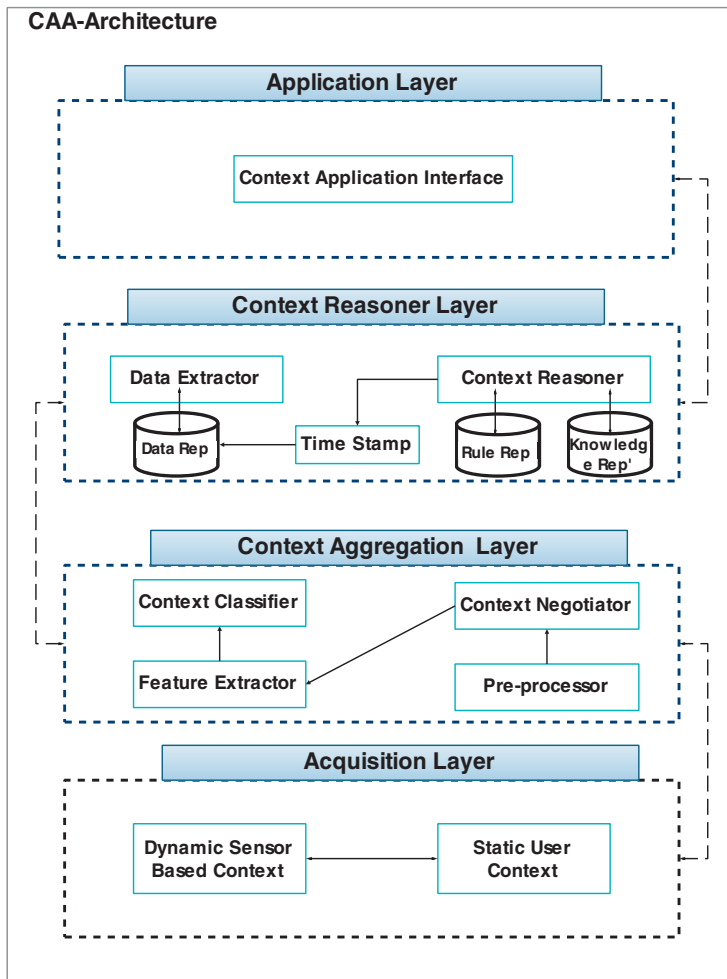 CAA-Architecture
Application Layer
Context Application Interface
Context Reasoner Layer
Data Extractor
Context Reasoner
Data Rep
Time Stamp
Rule Rep
Knowledg
e Rep'
Context Aggregation Layer
Context Classifier
Context Negotiator
Feature Extractor
Pre-processor
Acquisition Layer
Dynamic Sensor
Based Context
Static User
Context